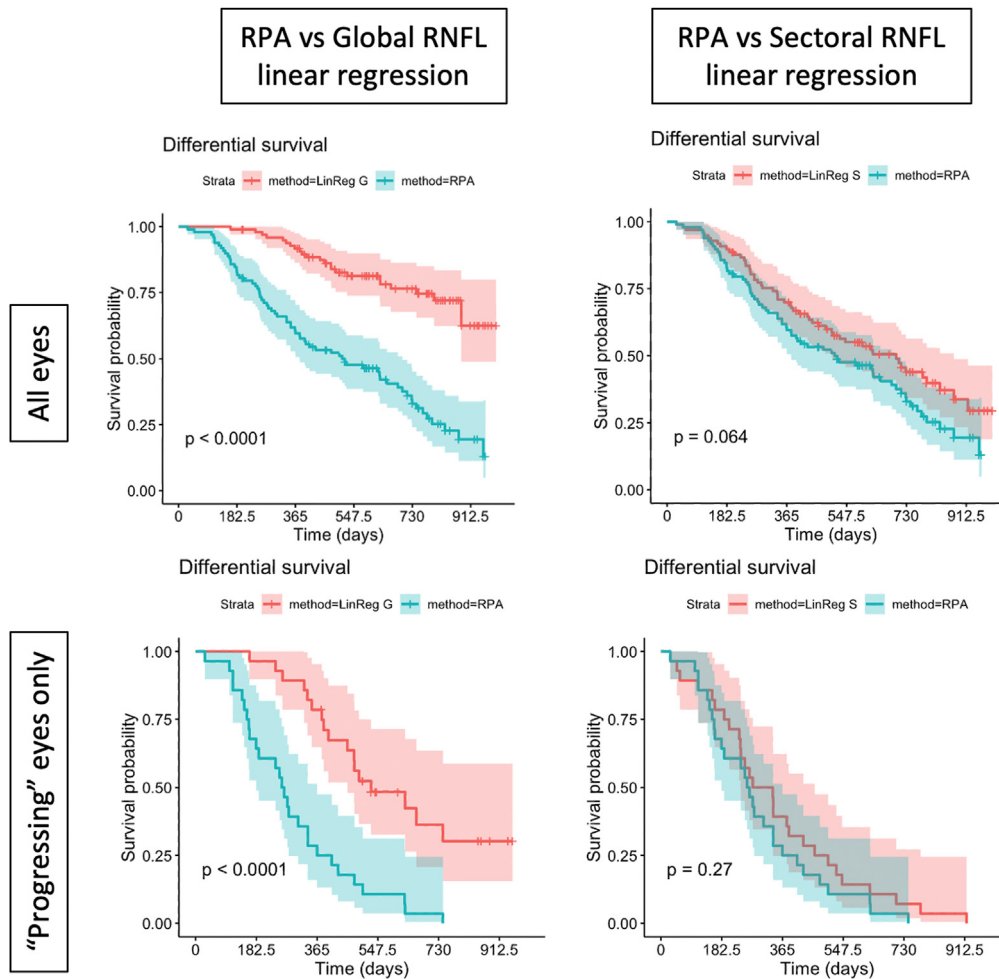 RPA vs Global RNFL
linear regression
RPA vs Sectoral RNFL
linear regression
All eyes
Differential survival
Strata method=LinReg G method=RPA
Survival probability
1.00
0.75
0.50
0.25
0.00
p < 0.0001
0 182.5 365 547.5 730 912.5
Time (days)
Differential survival
Strata method=LinReg S method=RPA
Survival probability
1.00
0.75
0.50
0.25
0.00
p = 0.064
0 182.5 365 547.5 730 912.5
Time (days)
“Progressing” eyes only
Differential survival
Strata method=LinReg G method=RPA
Survival probability
1.00
0.75
0.50
0.25
0.00
p < 0.0001
0 182.5 365 547.5 730 912.5
Time (days)
Differential survival
Strata method=LinReg S method=RPA
Survival probability
1.00
0.75
0.50
0.25
0.00
p = 0.27
0 182.5 365 547.5 730 912.5
Time (days)